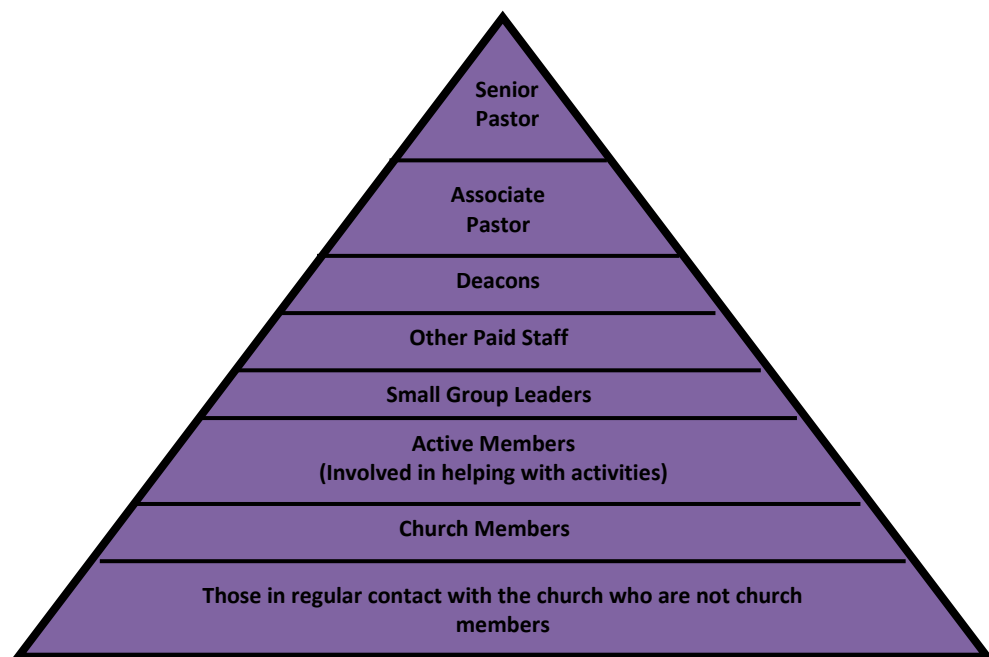 Senior
Pastor
Associate
Pastor
Deacons
Other Paid Staff
Small Group Leaders
Active Members
(Involved in helping with activities)
Church Members
Those in regular contact with the church who are not church
members